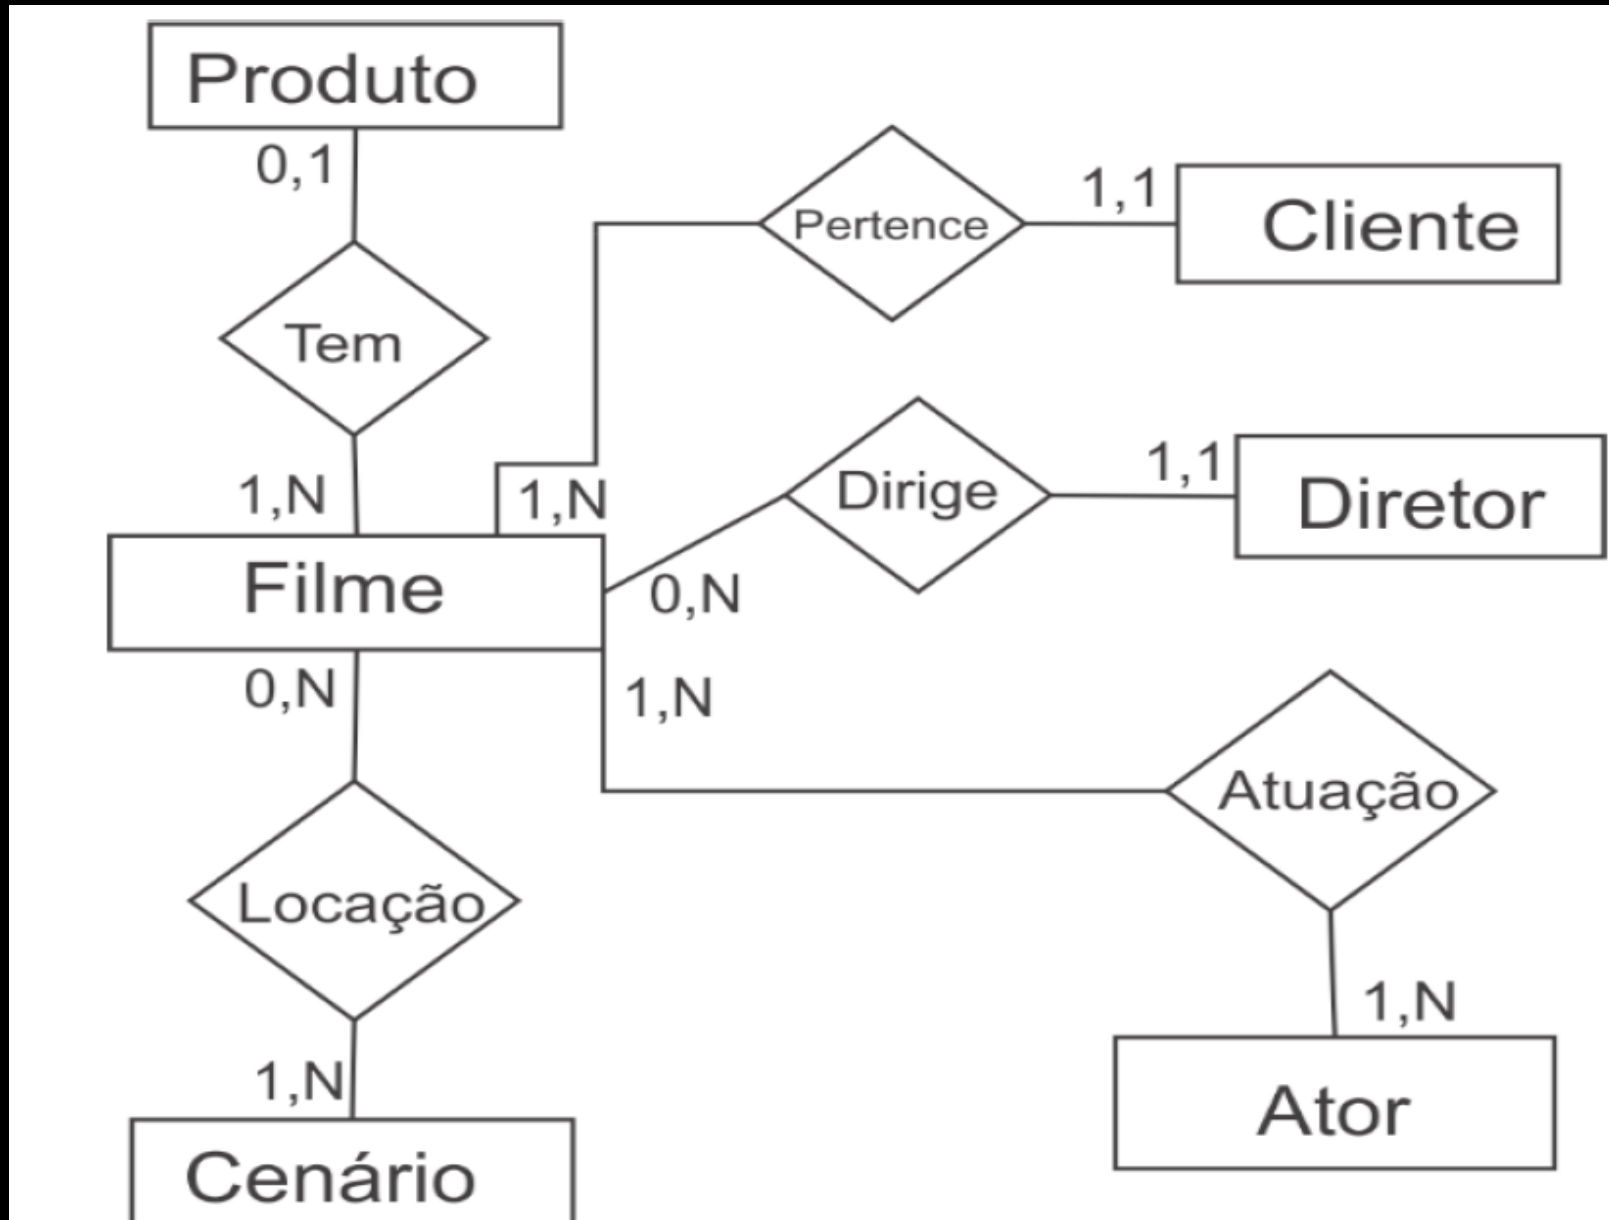 Produto
0,1
Pertence
1,1
Cliente
Tem
1,N
1,N
Dirige
1,1
Diretor
Filme
0,N
0,N
1,N
Atuação
Locação
1,N
1,N
Ator
Cenário